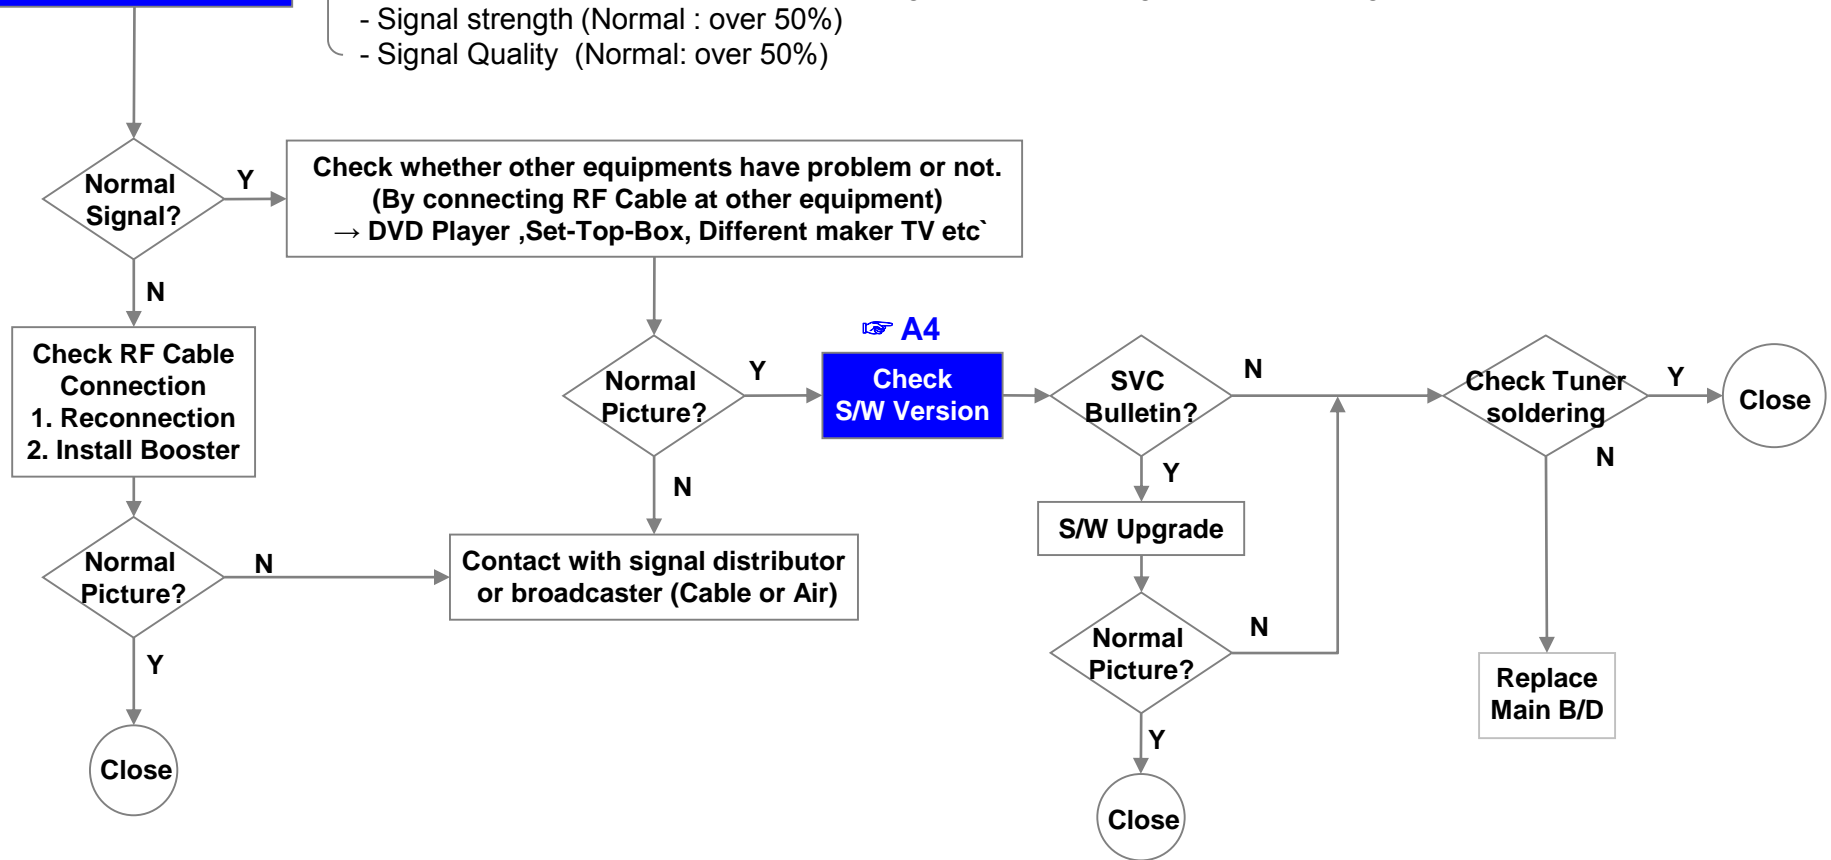 - Signal strength (Normal : over 50%)
- Signal Quality  (Normal: over 50%)
Normal
Signal?
Y
Check whether other equipments have problem or not.
(By connecting RF Cable at other equipment)
→ DVD Player ,Set-Top-Box, Different maker TV etc`
N
Check RF Cable
Connection
1. Reconnection
2. Install Booster
Normal
Picture?
N
Y
Close
Normal
Picture?
Y
N
Contact with signal distributor
or broadcaster (Cable or Air)
☞ A4
Check
S/W Version
SVC
Bulletin?
N
Y
S/W Upgrade
Normal
Picture?
N
Y
Close
Check Tuner
soldering
Y
Close
N
Replace
Main B/D